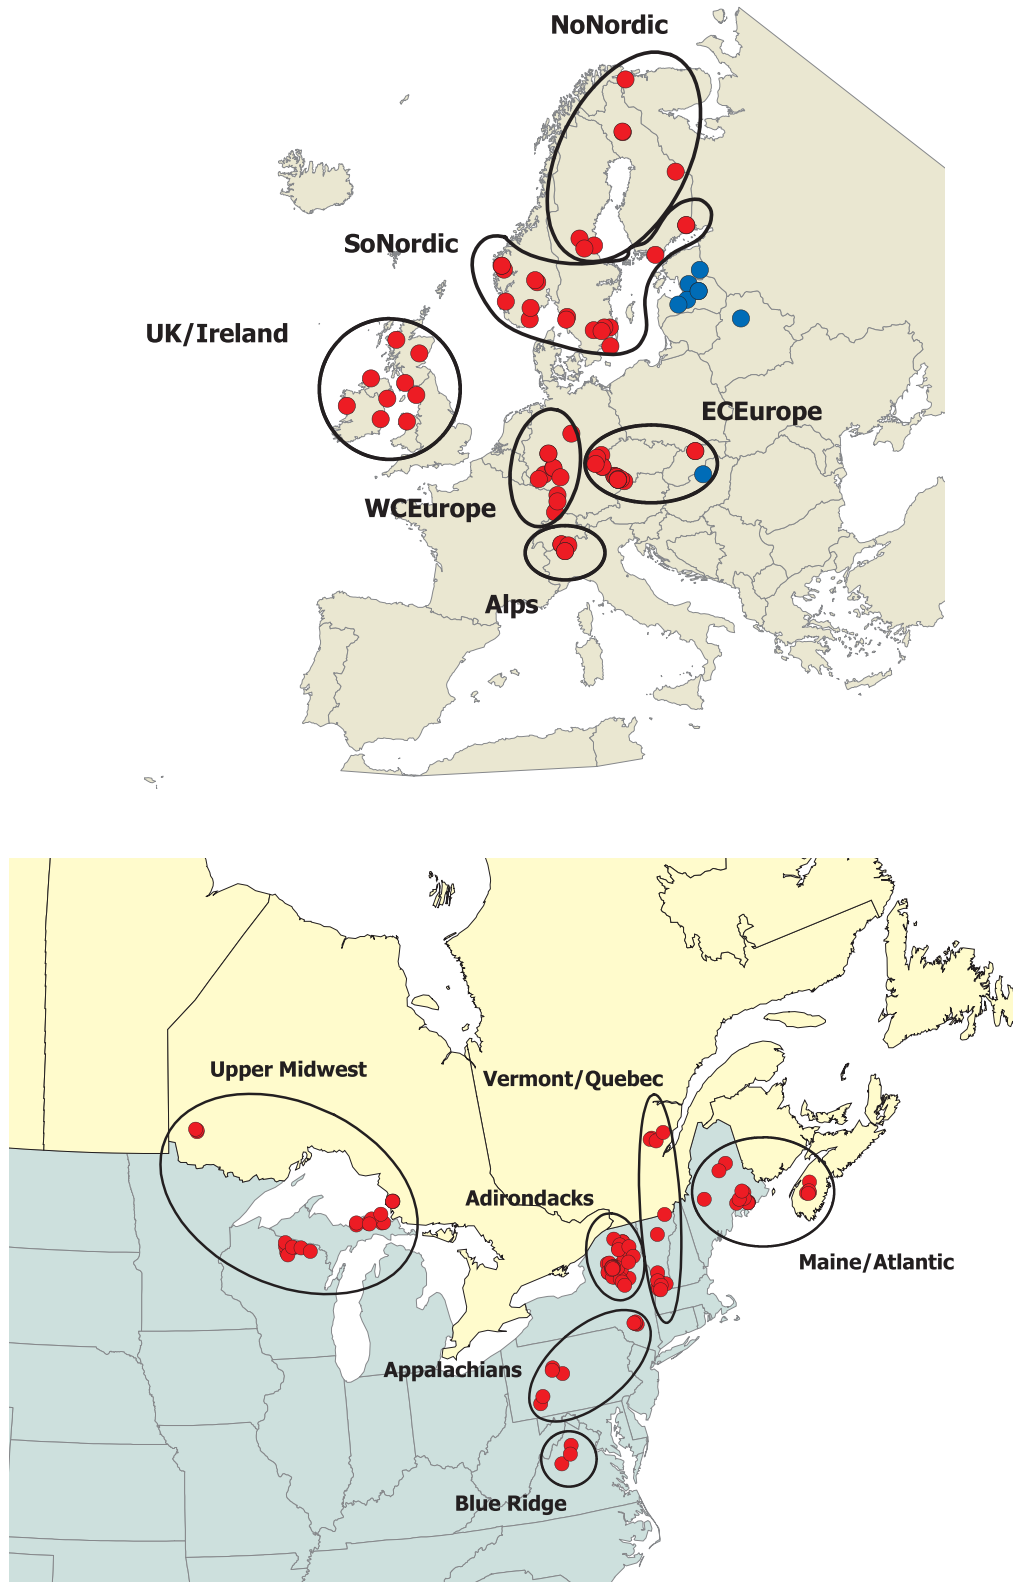 NoNordic
SoNordic
UK/Ireland
ECEurope
WCEurope
Alps
Upper Midwest
Vermont/Quebec
Adirondacks
Maine/Atlantic
Appalachians
Blue Ridge